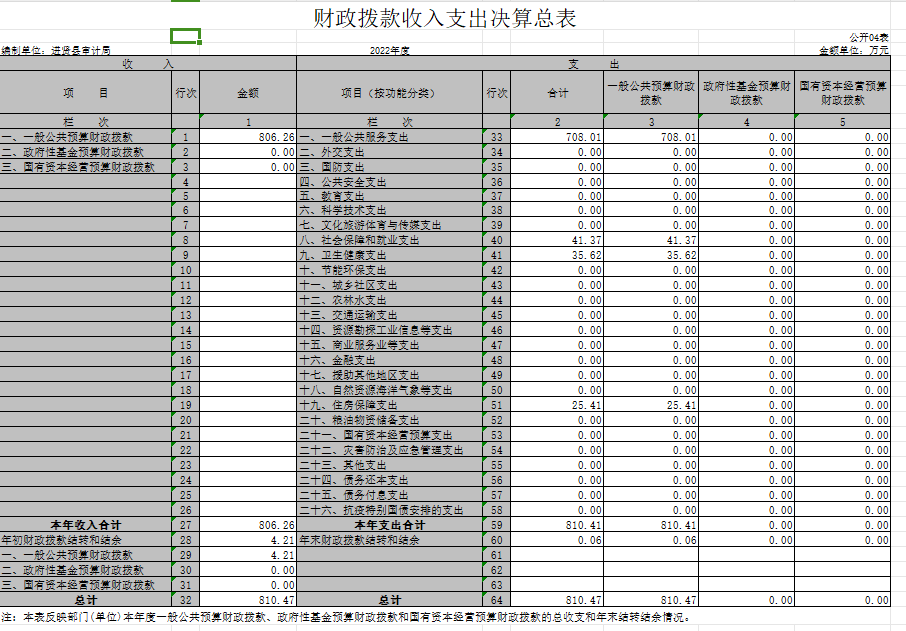 财政拨款收入支出决算总表
公开04表
编制单位：进贤县审计局 2022年度 金额单位：万元
收 入 支 出
项 目 行次 金额 项目（按功能分类） 行次 合计 一般公共预算财政拨款 政府性基金预算财政拨款 国有资本经营预算财政拨款
栏 次 1 栏 次 2 3 4 5
一、一般公共预算财政拨款 1 806.26 一、一般公共服务支出 33 708.01 708.01 0.00 0.00
二、政府性基金预算财政拨款 2 0.00 二、外交支出 34 0.00 0.00 0.00 0.00
三、国有资本经营预算财政拨款 3 0.00 三、国防支出 35 0.00 0.00 0.00 0.00
4 四、公共安全支出 36 0.00 0.00 0.00 0.00
5 五、教育支出 37 0.00 0.00 0.00 0.00
6 六、科学技术支出 38 0.00 0.00 0.00 0.00
7 七、文化旅游体育与传媒支出 39 0.00 0.00 0.00 0.00
8 八、社会保障和就业支出 40 41.37 41.37 0.00 0.00
9 九、卫生健康支出 41 35.62 35.62 0.00 0.00
10 十、节能环保支出 42 0.00 0.00 0.00 0.00
11 十一、城乡社区支出 43 0.00 0.00 0.00 0.00
12 十二、农林水支出 44 0.00 0.00 0.00 0.00
13 十三、交通运输支出 45 0.00 0.00 0.00 0.00
14 十四、资源勘探工业信息等支出 46 0.00 0.00 0.00 0.00
15 十五、商业服务业等支出 47 0.00 0.00 0.00 0.00
16 十六、金融支出 48 0.00 0.00 0.00 0.00
17 十七、援助其他地区支出 49 0.00 0.00 0.00 0.00
18 十八、自然资源海洋气象等支出 50 0.00 0.00 0.00 0.00
19 十九、住房保障支出 51 25.41 25.41 0.00 0.00
20 二十、粮油物资储备支出 52 0.00 0.00 0.00 0.00
21 二十一、国有资本经营预算支出 53 0.00 0.00 0.00 0.00
22 二十二、灾害防治及应急管理支出 54 0.00 0.00 0.00 0.00
23 二十三、其他支出 55 0.00 0.00 0.00 0.00
24 二十四、债务还本支出 56 0.00 0.00 0.00 0.00
25 二十五、债务付息支出 57 0.00 0.00 0.00 0.00
26 二十六、抗疫特别国债安排的支出 58 0.00 0.00 0.00 0.00
本年收入合计 27 806.26 本年支出合计 59 810.41 810.41 0.00 0.00
年初财政拨款结转和结余 28 4.21 年末财政拨款结转和结余 60 0.06 0.06 0.00 0.00
一、一般公共预算财政拨款 29 4.21 61
二、政府性基金预算财政拨款 30 0.00 62
三、国有资本经营预算财政拨款 31 0.00 63
总计 32 810.47 总计 64 810.47 810.47 0.00 0.00
注：本表反映部门(单位)本年度一般公共预算财政拨款、政府性基金预算财政拨款和国有资本经营预算财政拨款的总收支和年末结转结余情况。